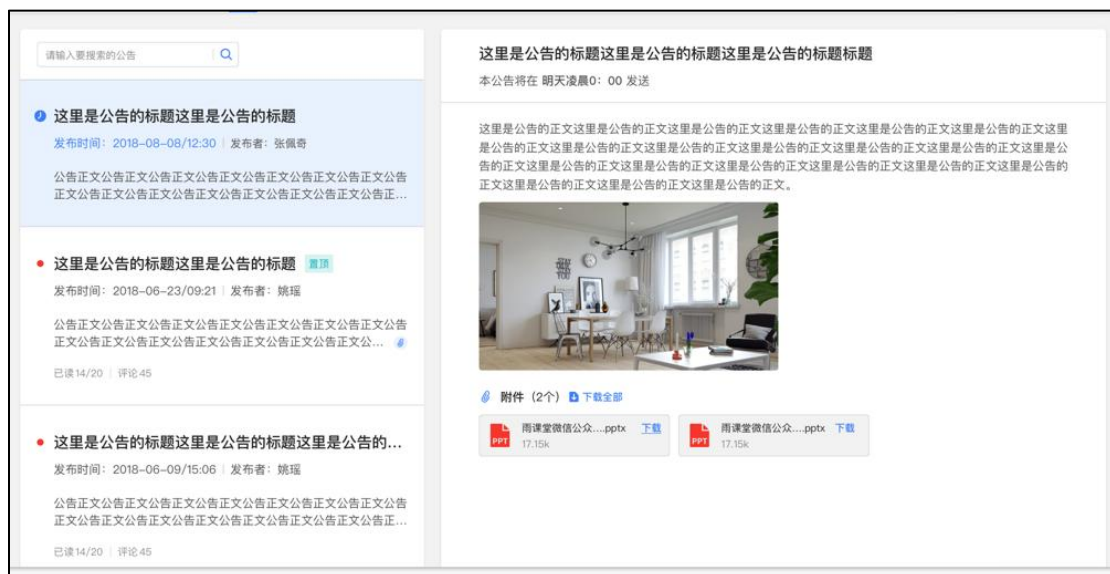 请输入要搜索的公告
这里是公告的标题这里是公告的标题
发布时间：2018-08-08/12:30 | 发布者：张佩奇
公告正文公告正文公告正文公告正文公告正文公告正文公告正文公告
正文公告正文公告正文公告正文公告正文公告正文公告正文公告正...
这里是公告的标题这里是公告的标题 置顶
发布时间：2018-06-23/09:21 | 发布者：姚瑶
公告正文公告正文公告正文公告正文公告正文公告正文公告正文公告
正文公告正文公告正文公告正文公告正文公告正文公告正文公...
已读14/20 | 评论45
这里是公告的标题这里是公告的标题这里是公告的...
发布时间：2018-06-09/15:06 | 发布者：姚瑶
公告正文公告正文公告正文公告正文公告正文公告正文公告正文公告
正文公告正文公告正文公告正文公告正文公告正文公告正文公告正...
已读14/20 | 评论45
这里是公告的标题这里是公告的标题这里是公告的标题标题
本公告将在 明天凌晨0：00 发送
这里是公告的正文这里是公告的正文这里是公告的正文这里是公告的正文这里是公告的正文这里是公告的正文这里
是公告的正文这里是公告的正文这里是公告的正文这里是公告的正文这里是公告的正文这里是公告的正文这里是公
告的正文这里是公告的正文这里是公告的正文这里是公告的正文这里是公告的正文这里是公告的正文这里是公告的
正文这里是公告的正文这里是公告的正文这里是公告的正文。
附件（2个） 下载全部
雨课堂微信公众....pptx 下载
PPT
17.15k
雨课堂微信公众....pptx 下载
PPT
17.15k